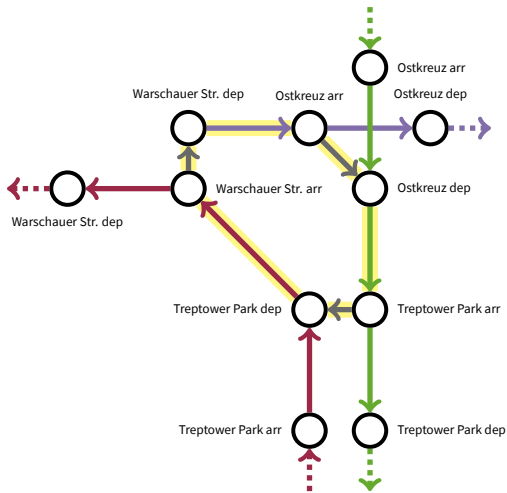 Ostkreuz arr
Warschauer Str. dep
Ostkreuz arr
Ostkreuz dep
Warschauer Str. arr
Ostkreuz dep
Warschauer Str. dep
Treptower Park dep
Treptower Park arr
Treptower Park arr
Treptower Park dep